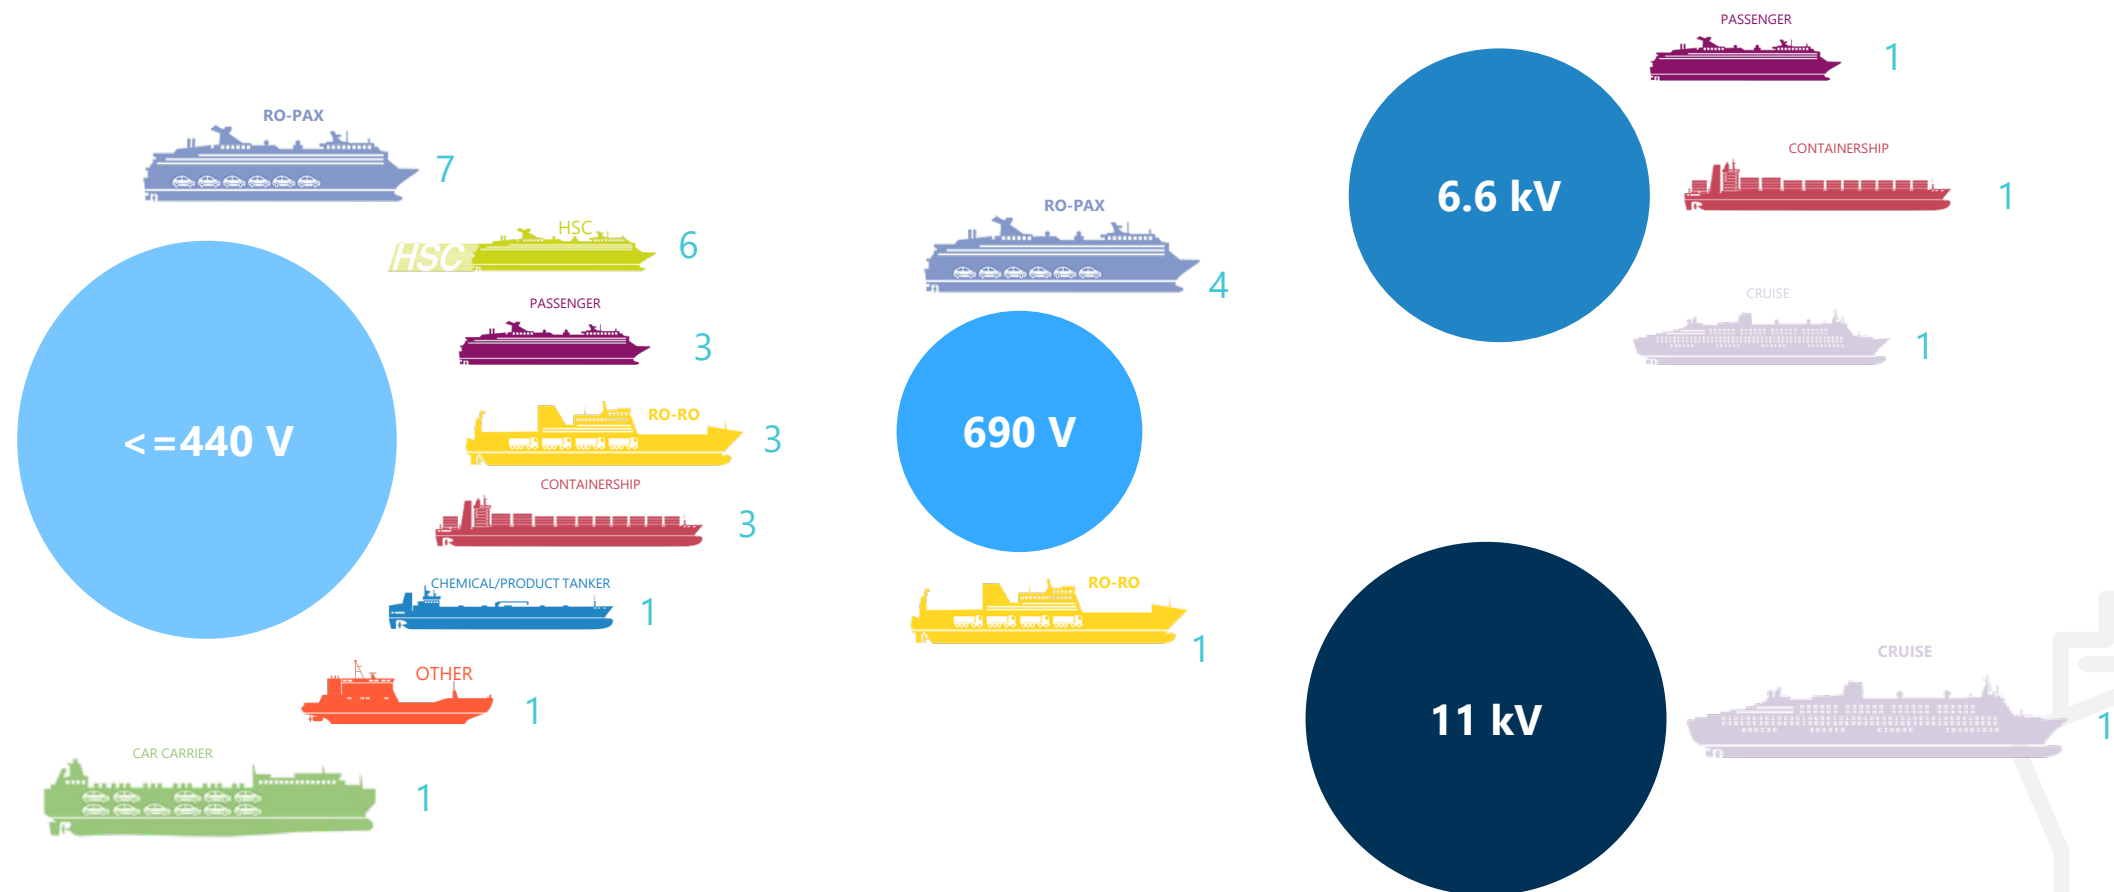 RO-PAX
7
HSC
HSC
6
PASSENGER
3
<=440 V
RO-RO
3
CONTAINERSHIP
3
CHEMICAL/PRODUCT TANKER
1
OTHER
1
CAR CARRIER
1
RO-PAX
4
690 V
RO-RO
1
PASSENGER
1
6.6 kV
CONTAINERSHIP
1
CRUISE
1
11 kV
CRUISE
1